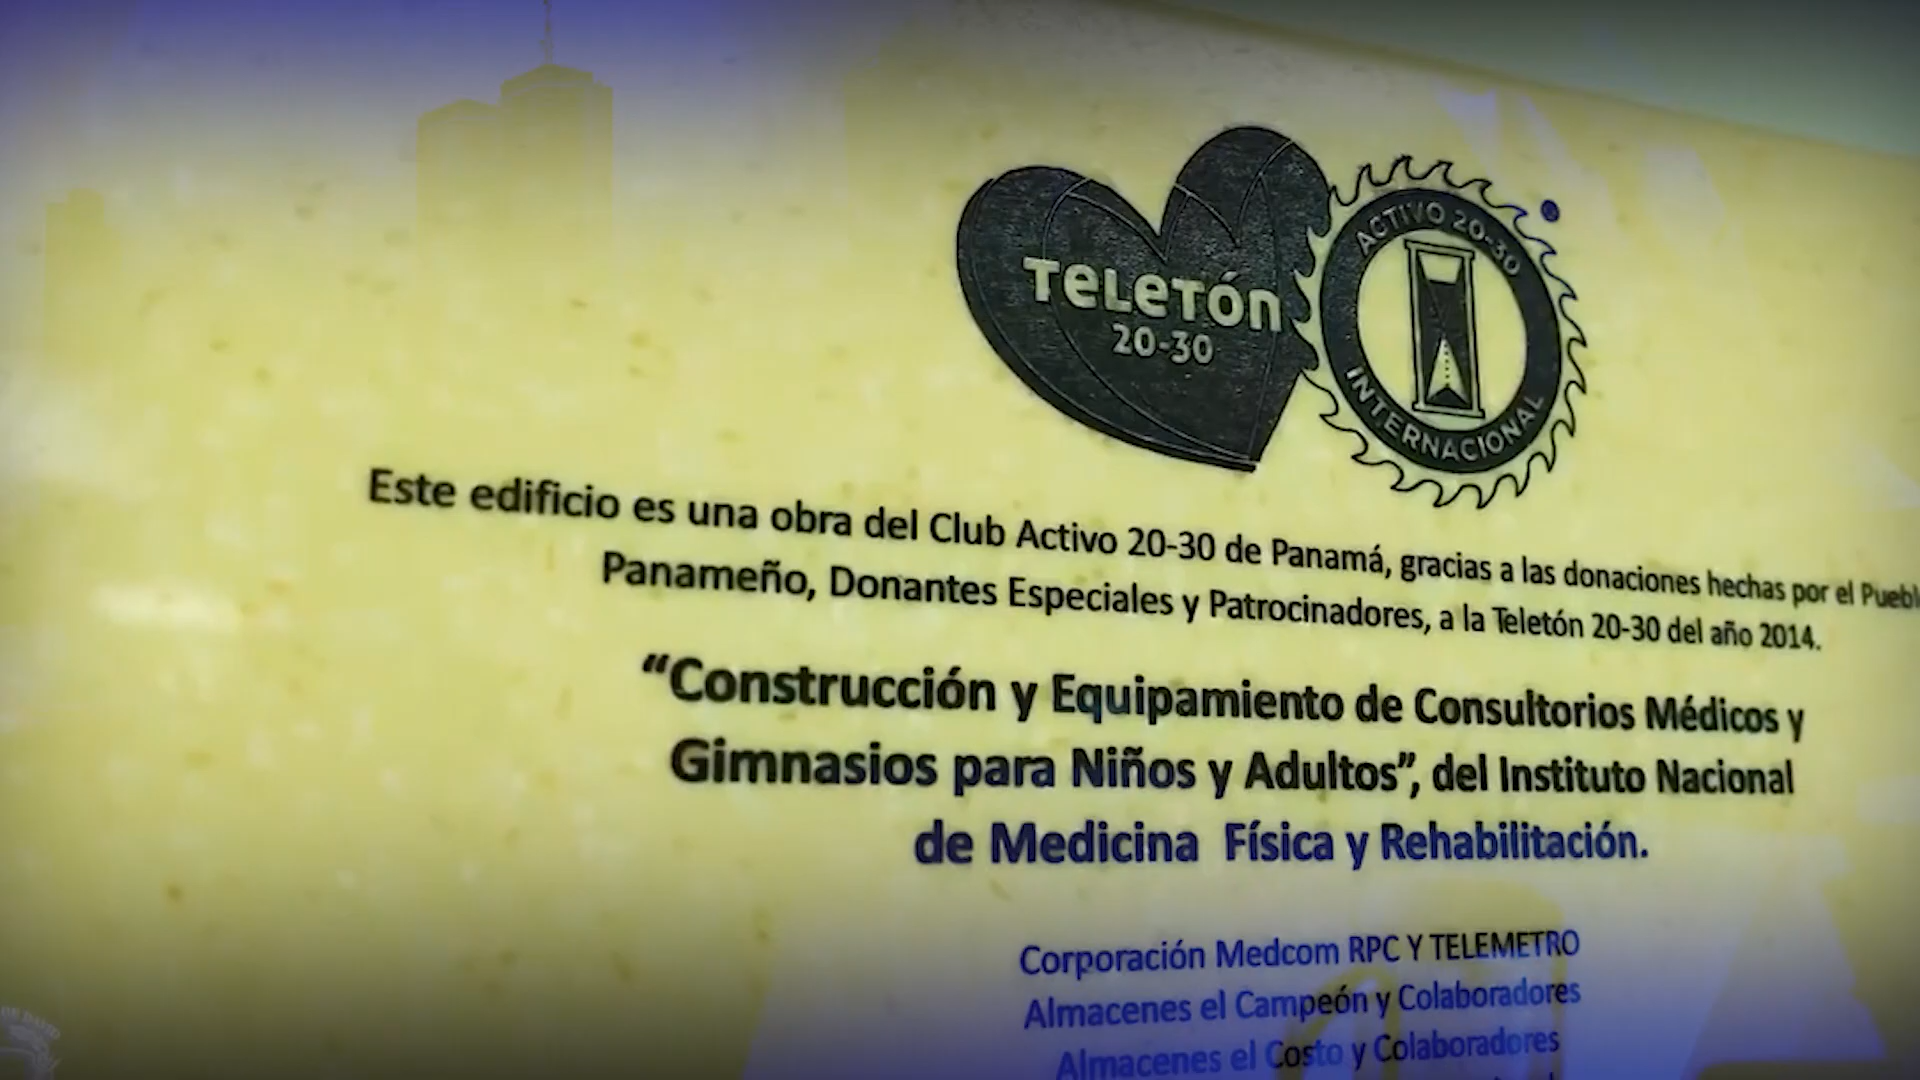 TELETÓN
20-30
ACTIVO 20-30
INTERNACIONAL
Este edificio es una obra del Club Activo 20-30 de Panamá, gracias a las donaciones hechas por el
Panameño, Donantes Especiales y Patrocinadores, a la Teletón 20-30 del año 2014.
“Construcción y Equipamiento de Consultorios Médicos y
Gimnasios para Niños y Adultos”, del Instituto Nacional
de Medicina Física y Rehabilitación.
Corporación Medcom RPC Y TELEMETRO
Almacenes el Campeón y Colaboradores
Almacenes el Costo y Colaboradores